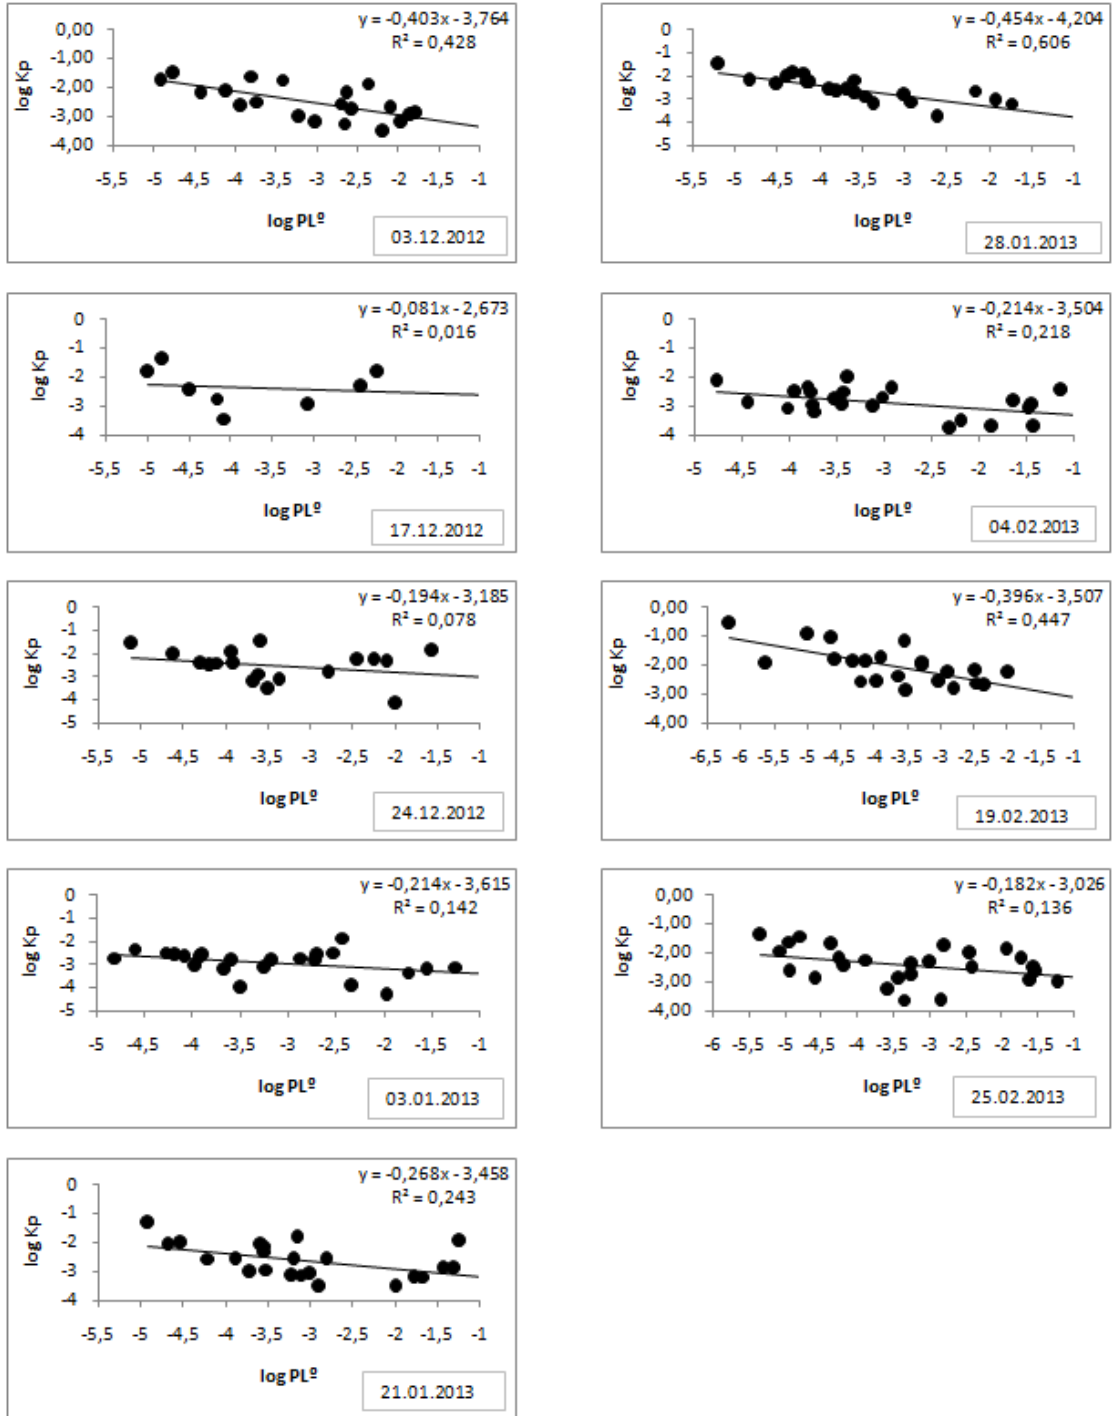 y = -0,403x - 3,764
R² = 0,428
0,00
-1,00
-2,00
-3,00
-4,00
log Kp
-5,5 -5 -4,5 -4 -3,5 -3 -2,5 -2 -1,5 -1
log PLº
03.12.2012
y = -0,454x - 4,204
R² = 0,606
0
-1
-2
-3
-4
-5
log Kp
-5,5 -5 -4,5 -4 -3,5 -3 -2,5 -2 -1,5 -1
log PLº
28.01.2013
y = -0,081x - 2,673
R² = 0,016
0
-1
-2
-3
-4
log Kp
-5,5 -5 -4,5 -4 -3,5 -3 -2,5 -2 -1,5 -1
log PLº
17.12.2012
y = -0,214x - 3,504
R² = 0,218
0
-1
-2
-3
-4
log Kp
-5 -4,5 -4 -3,5 -3 -2,5 -2 -1,5 -1
log PLº
04.02.2013
y = -0,194x - 3,185
R² = 0,078
0
-1
-2
-3
-4
-5
log Kp
-5,5 -5 -4,5 -4 -3,5 -3 -2,5 -2 -1,5 -1
log PLº
24.12.2012
y = -0,396x - 3,507
R² = 0,447
0,00
-1,00
-2,00
-3,00
-4,00
log Kp
-6,5 -6 -5,5 -5 -4,5 -4 -3,5 -3 -2,5 -2 -1,5 -1
log PLº
19.02.2013
y = -0,214x - 3,615
R² = 0,142
0
-1
-2
-3
-4
-5
log Kp
-5 -4,5 -4 -3,5 -3 -2,5 -2 -1,5 -1
log PLº
03.01.2013
y = -0,182x - 3,026
R² = 0,136
0,00
-1,00
-2,00
-3,00
-4,00
log Kp
-6 -5,5 -5 -4,5 -4 -3,5 -3 -2,5 -2 -1,5 -1
log PLº
25.02.2013
y = -0,268x - 3,458
R² = 0,243
0
-1
-2
-3
-4
log Kp
-5,5 -5 -4,5 -4 -3,5 -3 -2,5 -2 -1,5 -1
log PLº
21.01.2013